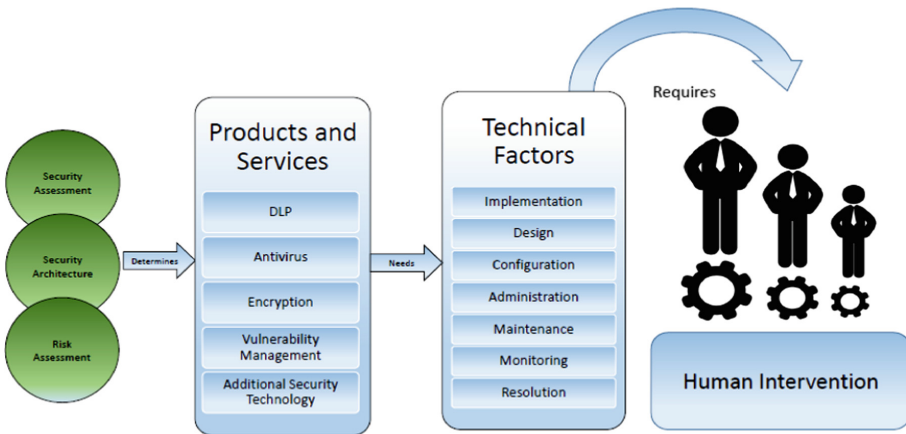 Security
Assessment
Security
Architecture
Risk
Assessment
Determines
Products and
Services
DLP
Antivirus
Encryption
Vulnerability
Management
Additional Security
Technology
Needs
Technical
Factors
Implementation
Design
Configuration
Administration
Maintenance
Monitoring
Resolution
Requires
Human Intervention